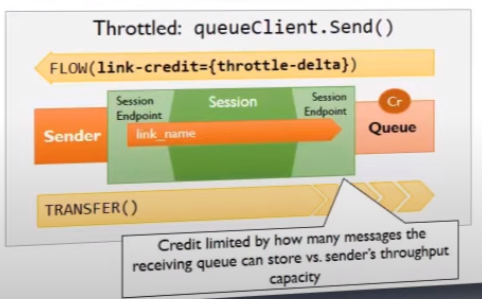 Throttled: queueClient.Send()
FLOW(link-credit={throttle-delta})
Session
Endpoint
Session
Session
Endpoint
Cr
Sender
link_name
Queue
TRANSFER()
Credit limited by how many messages the
receiving queue can store vs. sender's throughput
capacity